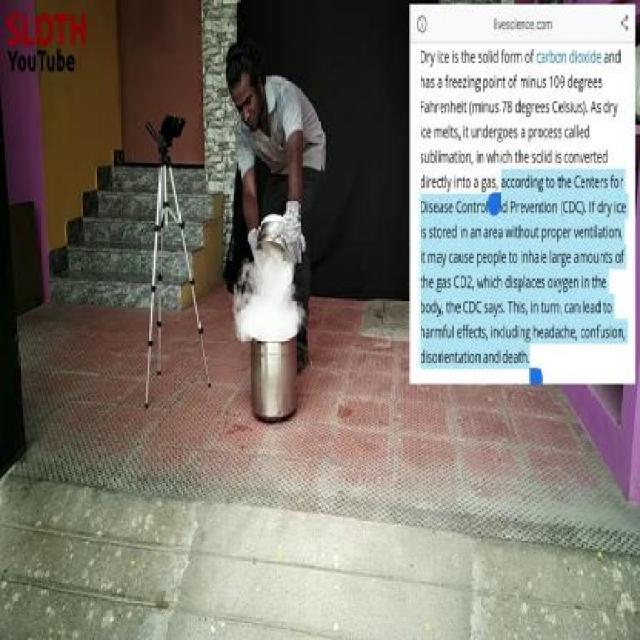 SLOTH
YouTube
livescience.com
Dry ice is the solid form of carbon dioxide and
has a freezing point of minus 109 degrees
Fahrenheit (minus 78 degrees Celsius). As dry
ice melts, it undergoes a process called
sublimation, in which the solid is converted
directly into a gas, according to the Centers for
Disease Control d Prevention (CDC). If dry ice
is stored in an area without proper ventilation,
it may cause people to inhale large amounts of
the gas CO2, which displaces oxygen in the
body, the CDC says. This, in turn, can lead to
harmful effects, including headache, confusion,
disorientation and death.